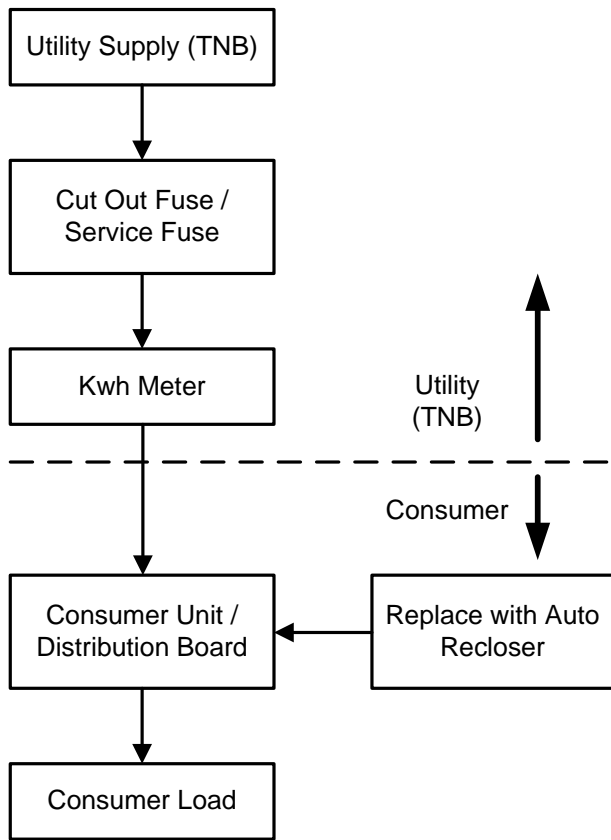 Utility Supply (TNB)
Cut Out Fuse /
Service Fuse
Kwh Meter
Utility
(TNB)
Consumer
Consumer Unit /
Distribution Board
Replace with Auto
Recloser
Consumer Load